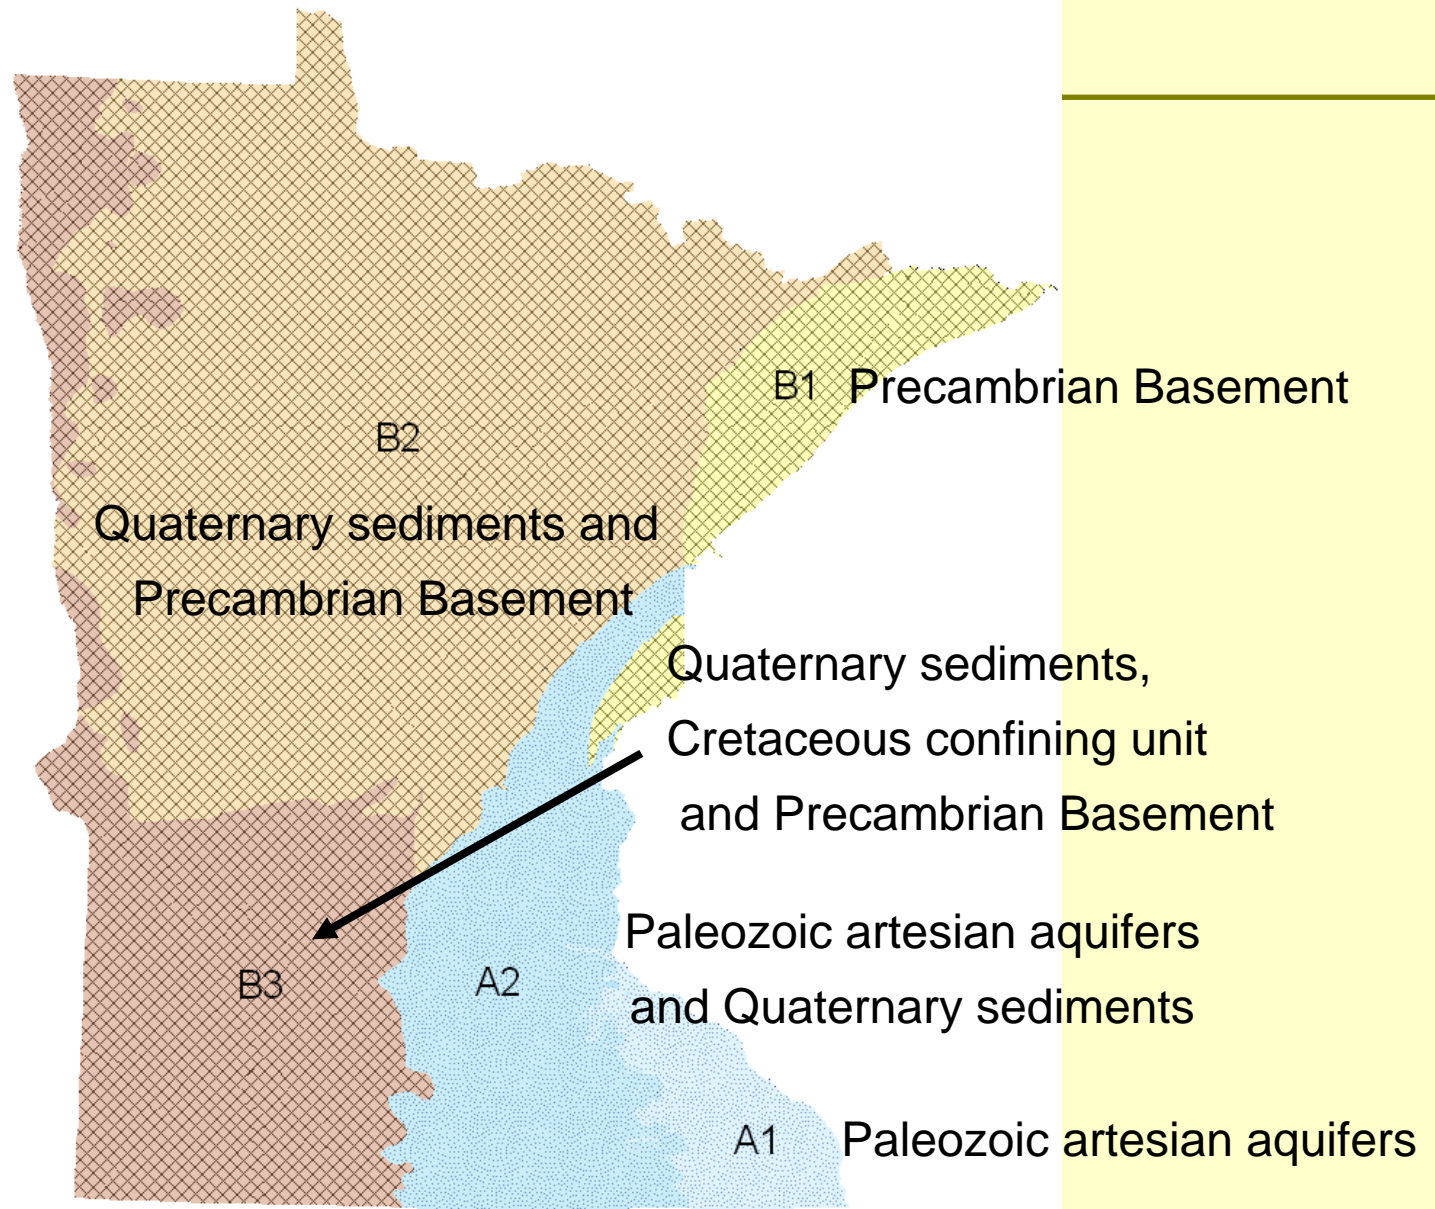 B1 Precambrian Basement
B2
Quaternary sediments and
Precambrian Basement
Quaternary sediments,
Cretaceous confining unit
and Precambrian Basement
Paleozoic artesian aquifers
and Quaternary sediments
B3
A2
A1 Paleozoic artesian aquifers